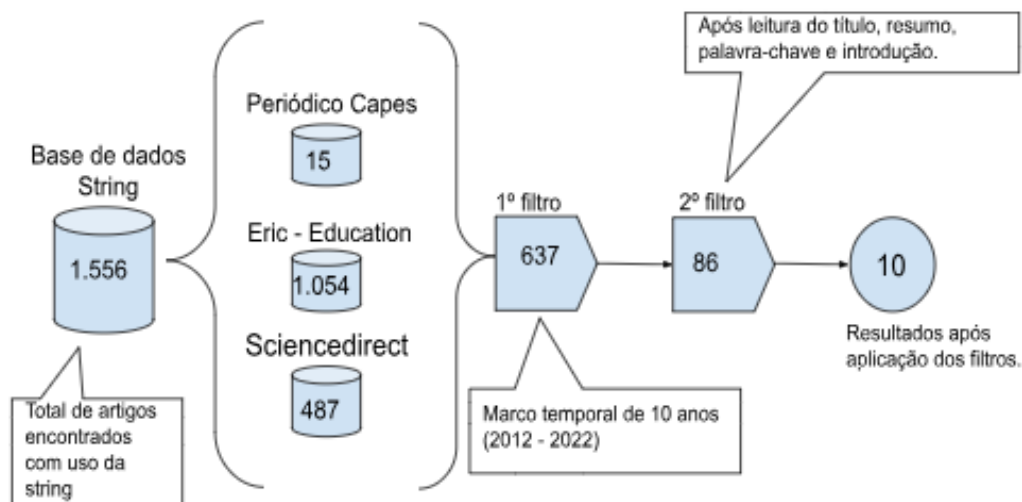 Base de dados
String
1.556
Total de artigos
encontrados
com uso da
string
Periódico Capes
15
Eric - Education
1.054
Sciencedirect
487
1º filtro
637
Marco temporal de 10 anos
(2012 - 2022)
Após leitura do título, resumo,
palavra-chave e introdução.
2º filtro
86
10
Resultados após
aplicação dos filtros.